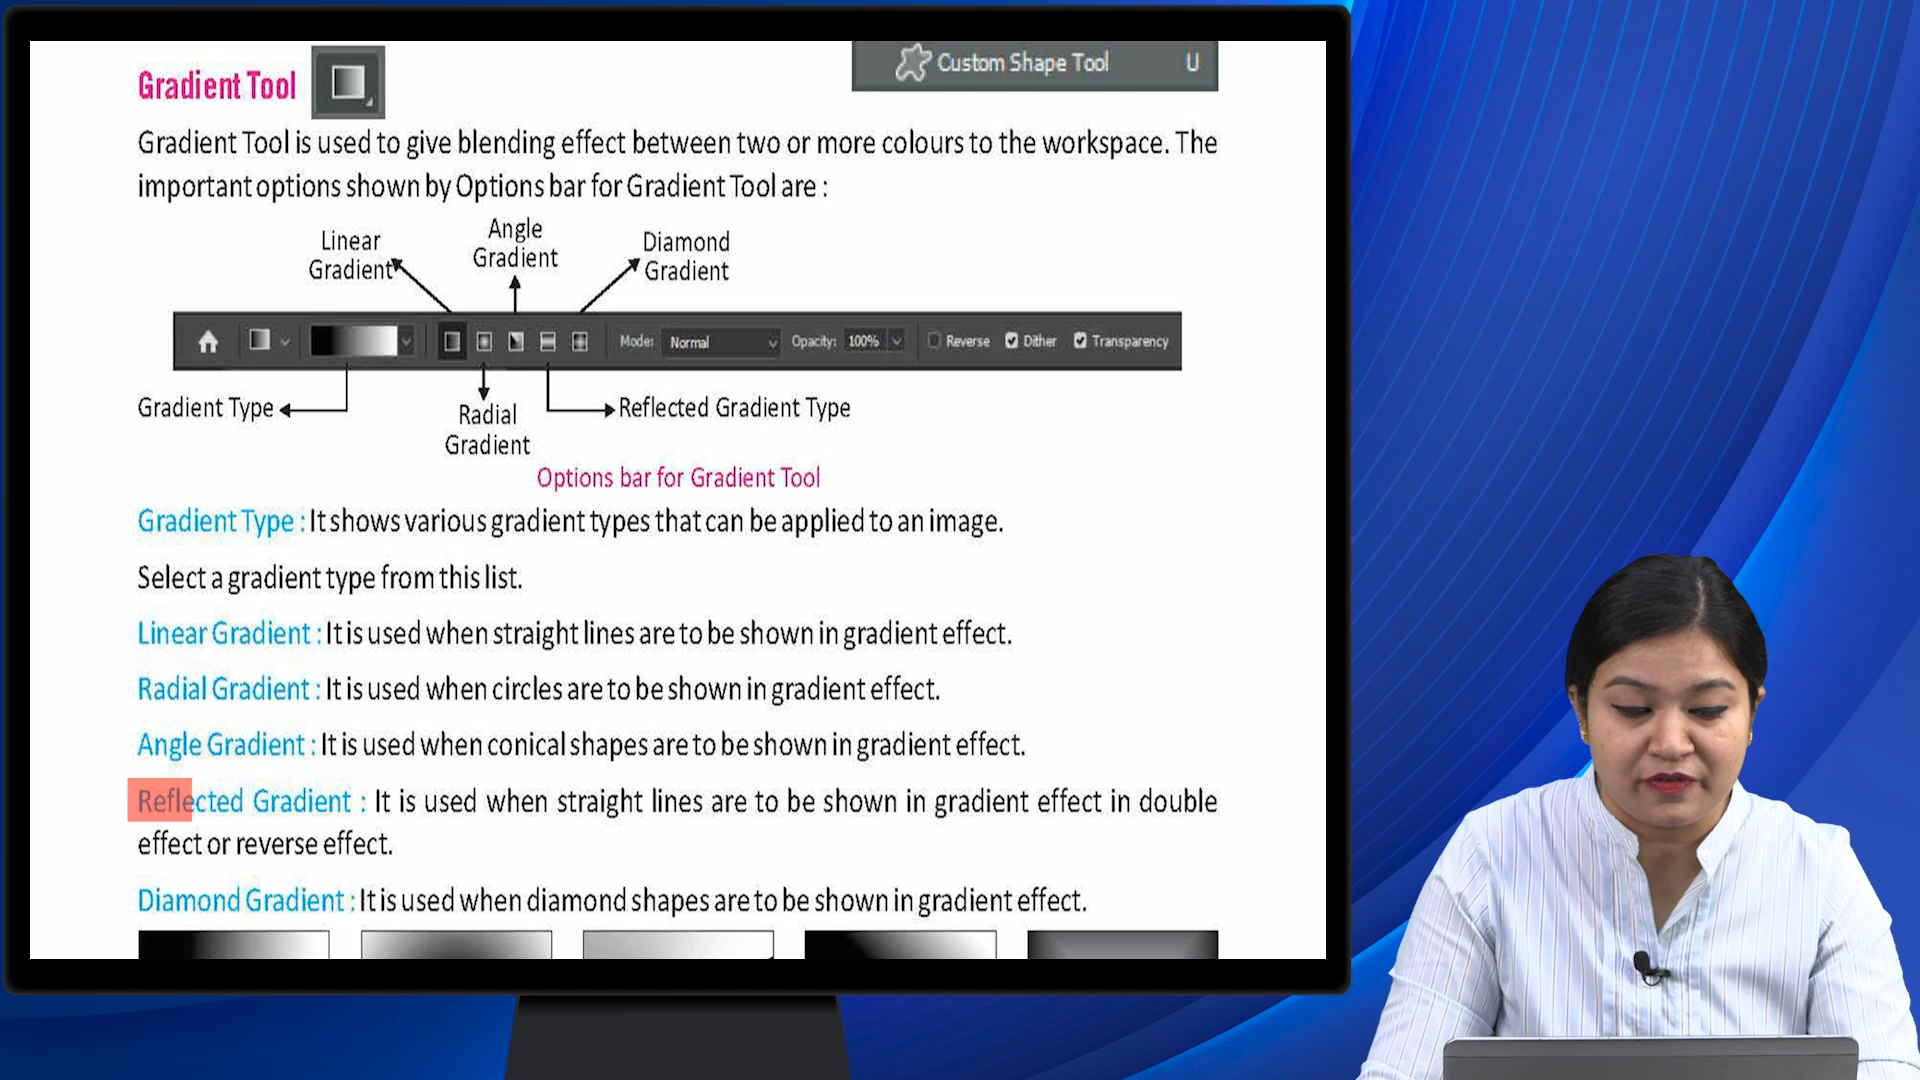 Custom Shape Tool U
Gradient Tool
Gradient Tool is used to give blending effect between two or more colours to the workspace. The
important options shown by Options bar for Gradient Tool are :
Linear
Gradient
Angle
Gradient
Diamond
Gradient
Mode: Normal Opacity: 100% Reverse Dither Transparency
Gradient Type
Radial
Gradient
Reflected Gradient Type
Options bar for Gradient Tool
Gradient Type : It shows various gradient types that can be applied to an image.
Select a gradient type from this list.
Linear Gradient : It is used when straight lines are to be shown in gradient effect.
Radial Gradient : It is used when circles are to be shown in gradient effect.
Angle Gradient : It is used when conical shapes are to be shown in gradient effect.
Reflected Gradient : It is used when straight lines are to be shown in gradient effect in double
effect or reverse effect.
Diamond Gradient : It is used when diamond shapes are to be shown in gradient effect.